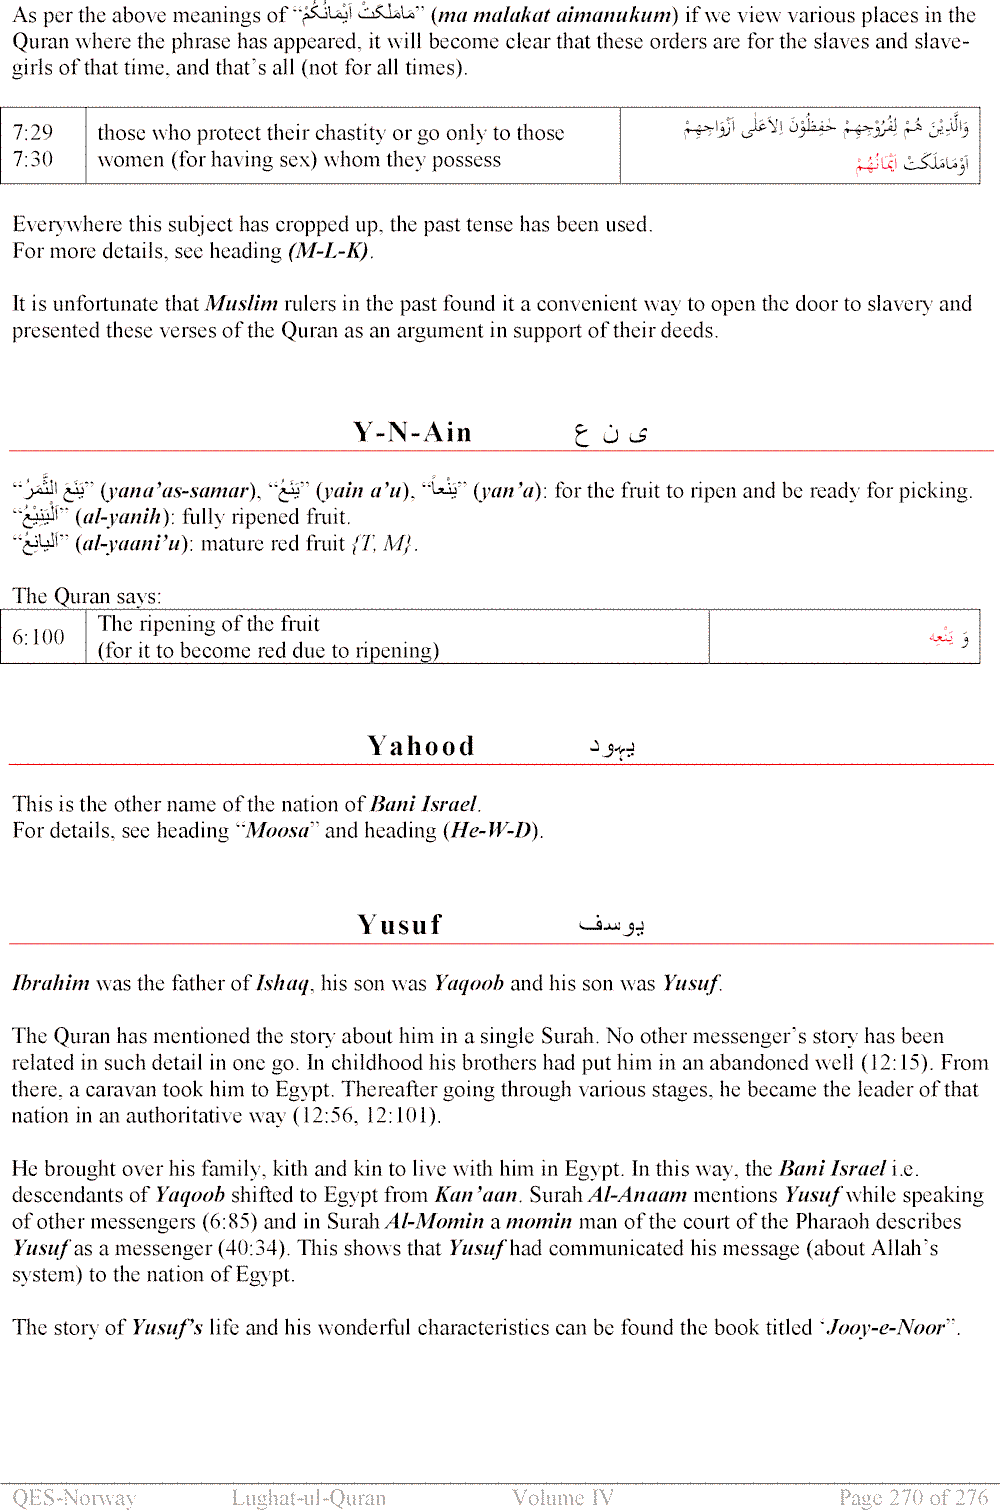 As per the above meanings of “مَامَلَكَتْ اَيْمَانُكُمْ” (ma malakat aimanukum) if we view various places in the
Quran where the phrase has appeared, it will become clear that these orders are for the slaves and slave-
girls of that time, and that’s all (not for all times).
7:29 those who protect their chastity or go only to those وَالَّذِيْنَ هُمْ لِفُرُوْجِهِمْ حٰفِظُوْنَ اِلاَعَلٰى اَزْوَاجِهِمْ
7:30 women (for having sex) whom they possess اَوْمَامَلَكَتْ اَيْمَانُهُمْ
Everywhere this subject has cropped up, the past tense has been used.
For more details, see heading (M-L-K).
It is unfortunate that Muslim rulers in the past found it a convenient way to open the door to slavery and
presented these verses of the Quran as an argument in support of their deeds.
Y-N-Ain ى ن ع
“يَنَعَ الثَّمَرُ” (yana’as-samar), “يَنَعُ” (yain a’u), “يَنْعاً” (yan’a): for the fruit to ripen and be ready for picking.
“اَلْيَنِيْعُ” (al-yanih): fully ripened fruit.
“اَليانِعُ” (al-yaani’u): mature red fruit {T, M}.
The Quran says:
6:100 The ripening of the fruit وَ يَنْعِه
(for it to become red due to ripening)
Yahood يہود
This is the other name of the nation of Bani Israel.
For details, see heading “Moosa” and heading (He-W-D).
Yusuf يوسف
Ibrahim was the father of Ishaq, his son was Yaqoob and his son was Yusuf.
The Quran has mentioned the story about him in a single Surah. No other messenger’s story has been
related in such detail in one go. In childhood his brothers had put him in an abandoned well (12:15). From
there, a caravan took him to Egypt. Thereafter going through various stages, he became the leader of that
nation in an authoritative way (12:56, 12:101).
He brought over his family, kith and kin to live with him in Egypt. In this way, the Bani Israel i.e.
descendants of Yaqoob shifted to Egypt from Kan’aan. Surah Al-Anaam mentions Yusuf while speaking
of other messengers (6:85) and in Surah Al-Momin a momin man of the court of the Pharaoh describes
Yusuf as a messenger (40:34). This shows that Yusuf had communicated his message (about Allah’s
system) to the nation of Egypt.
The story of Yusuf’s life and his wonderful characteristics can be found the book titled ‘Jooy-e-Noor”.
QES-Norway Lughat-ul-Quran Volume IV Page 270 of 276